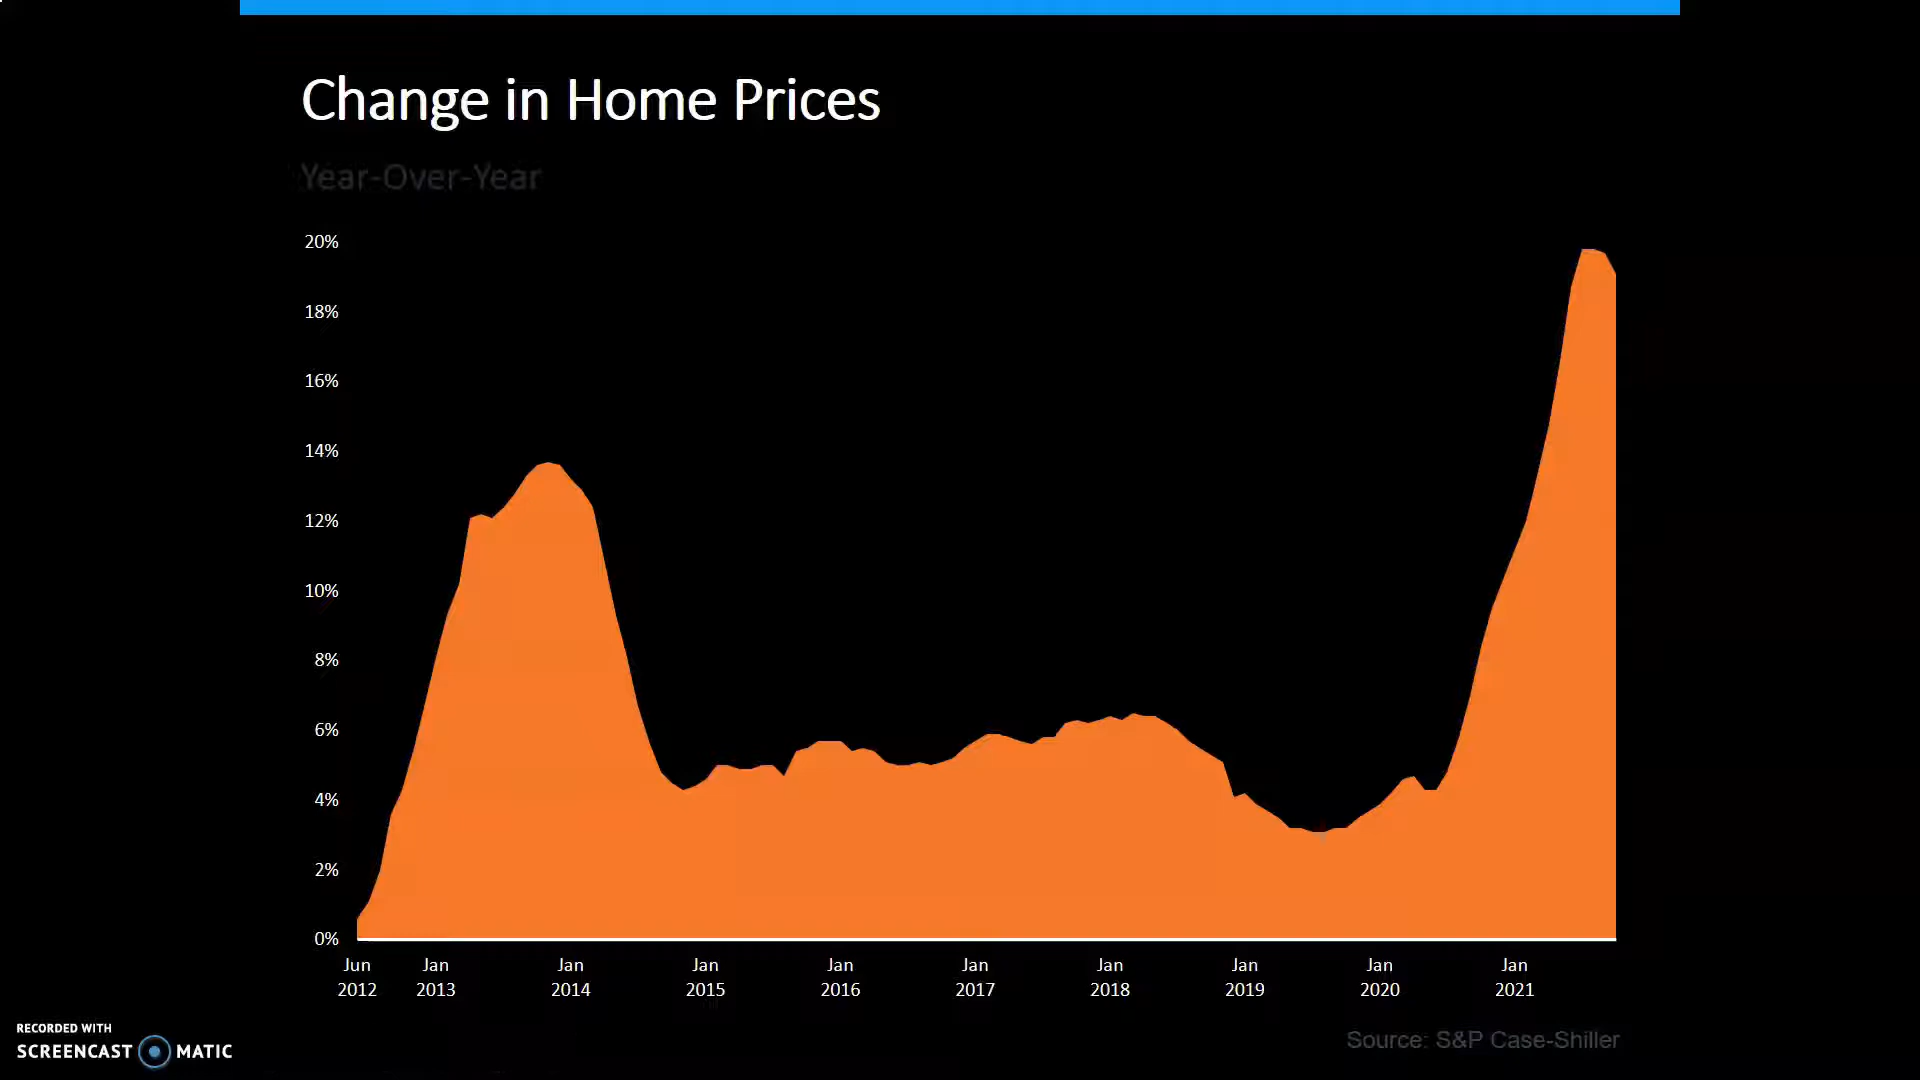 Change in Home Prices
Year-Over-Year
20%
18%
16%
14%
12%
10%
8%
6%
4%
2%
0%
Jun Jan Jan Jan Jan Jan Jan Jan Jan Jan
2012 2013 2014 2015 2016 2017 2018 2019 2020 2021
Source: S&P Case-Shiller
RECORDED WITH
SCREENCAST MATIC